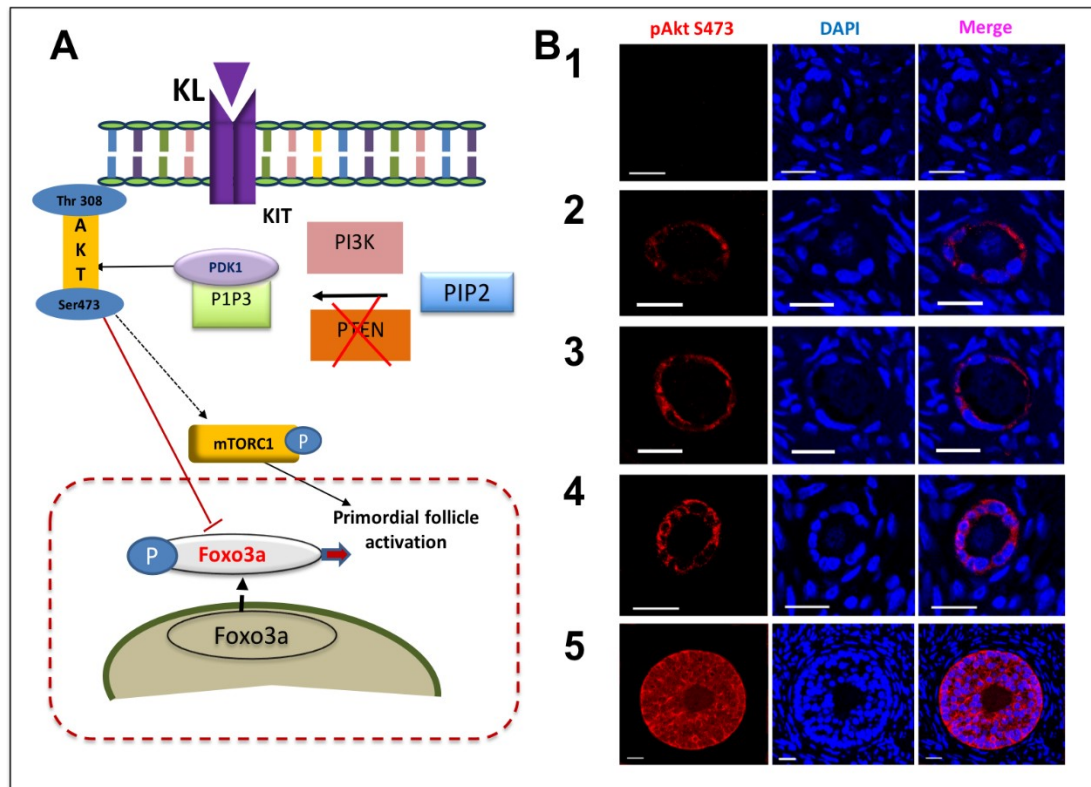 A
KL
KIT
Thr 308
A
K
T
Ser473
PDK1
P1P3
PI3K
PTEN
PIP2
mTORC1
P
Primordial follicle
activation
P
Foxo3a
Foxo3a
B
pAkt S473 DAPI Merge
1
2
3
4
5